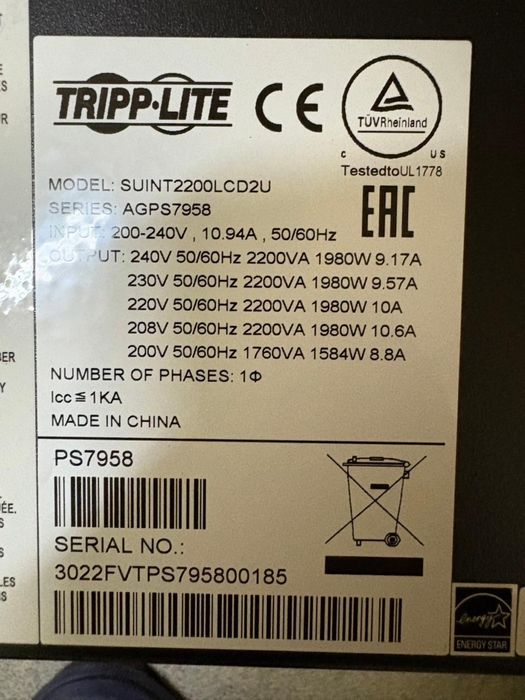 TRIPP·LITE CE
TÜVRheinland
C US
TestedtoUL1778
MODEL: SUINT2200LCD2U
SERIES: AGPS7958
EAC
INPUT: 200-240V , 10.94A , 50/60Hz
OUTPUT: 240V 50/60Hz 2200VA 1980W 9.17A
230V 50/60Hz 2200VA 1980W 9.57A
220V 50/60Hz 2200VA 1980W 10A
208V 50/60Hz 2200VA 1980W 10.6A
200V 50/60Hz 1760VA 1584W 8.8A
NUMBER OF PHASES: 1Φ
Icc≦1KA
MADE IN CHINA
PS7958
SERIAL NO.:
3022FVTPS795800185
energy
ENERGY STAR